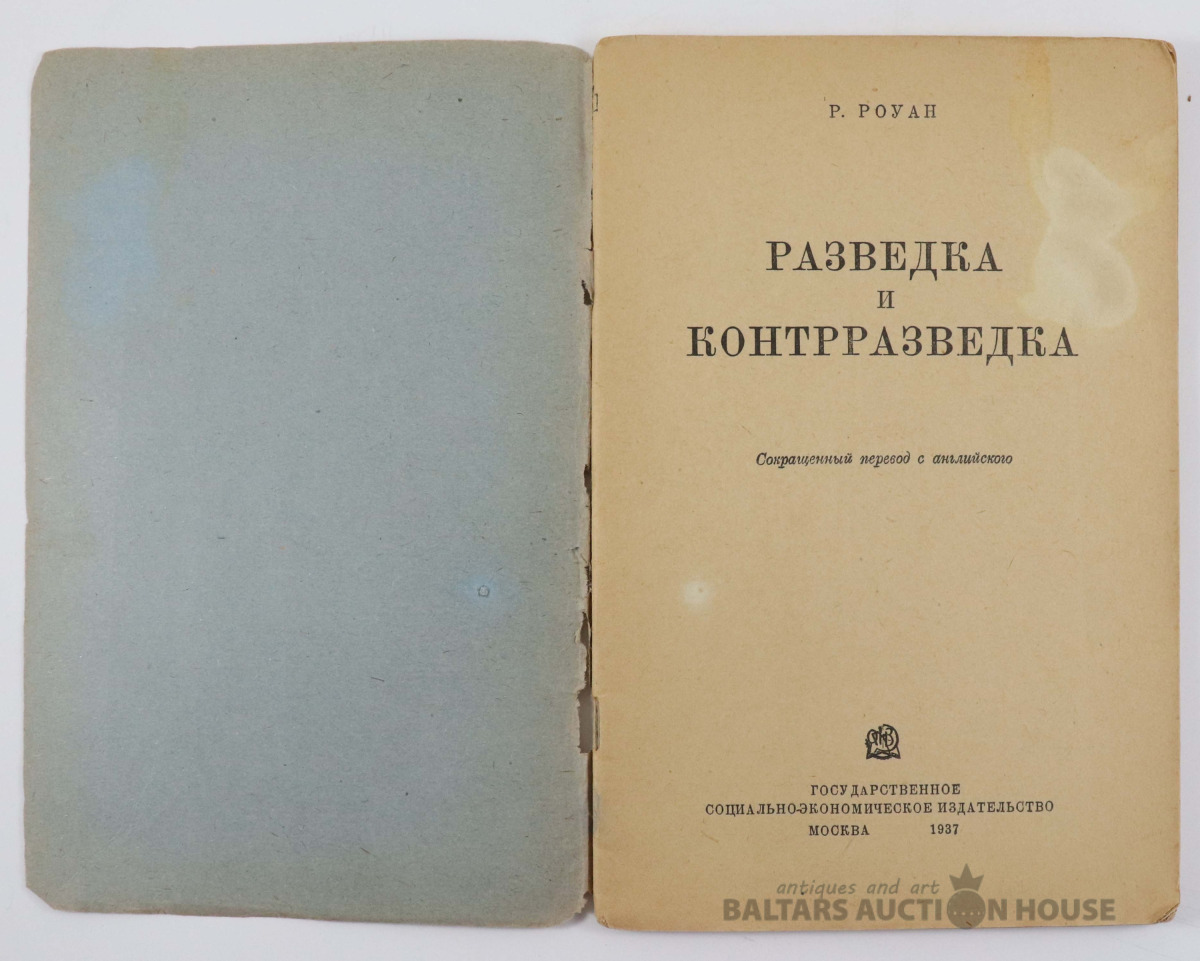 Р. РОУАН
РАЗВЕДКА
И
КОНТРРАЗВЕДКА
Сокращенный перевод с английского
ГОСУДАРСТВЕННОЕ
СОЦИАЛЬНО-ЭКОНОМИЧЕСКОЕ ИЗДАТЕЛЬСТВО
МОСКВА 1937
antiques and art
BALTARS AUCTION HOUSE